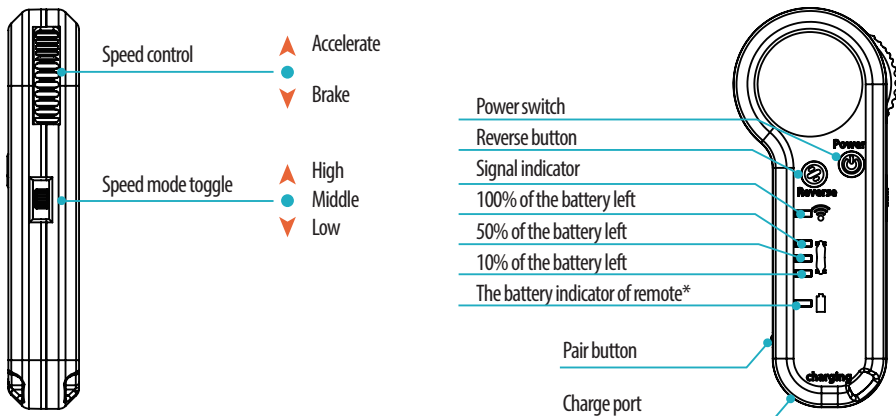 Speed control
Accelerate
Brake
Speed mode toggle
High
Middle
Low
Power switch
Reverse button
Signal indicator
100% of the battery left
50% of the battery left
10% of the battery left
The battery indicator of remote*
Pair button
Charge port
Power
Reverse
charging